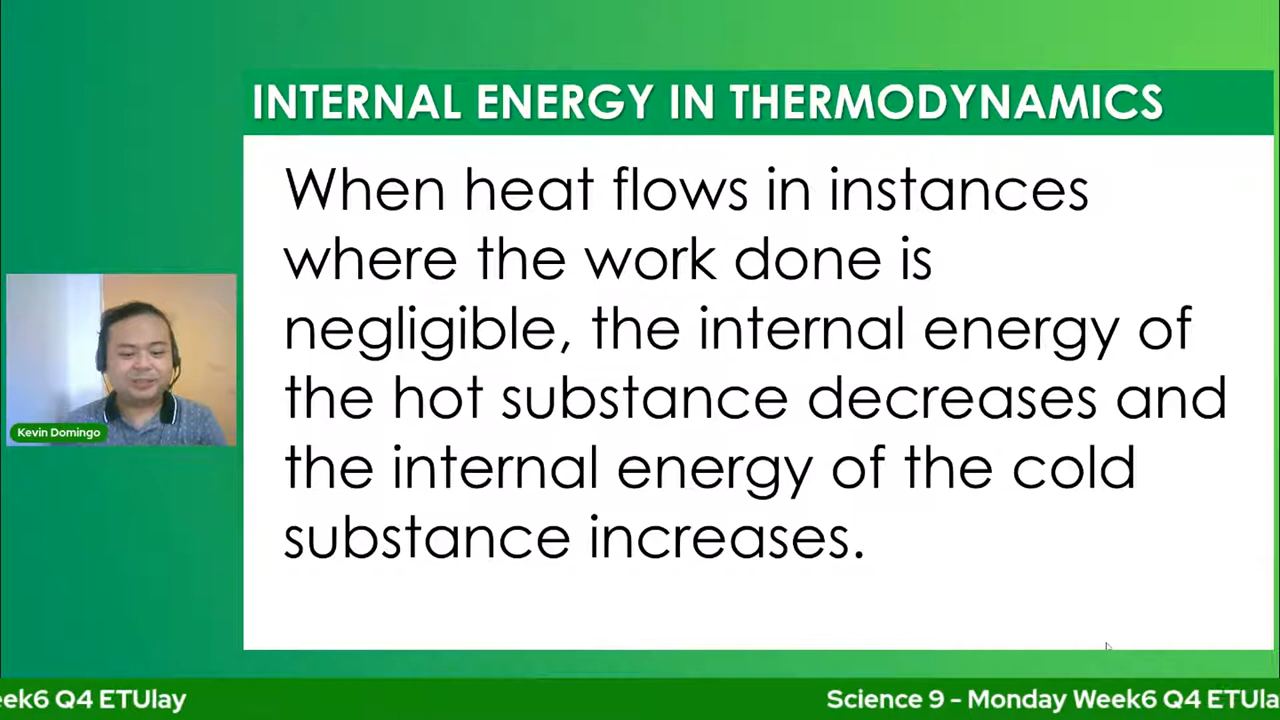 INTERNAL ENERGY IN THERMODYNAMICS
When heat flows in instances
where the work done is
negligible, the internal energy of
the hot substance decreases and
the internal energy of the cold
substance increases.
Kevin Domingo
eek6 Q4 ETUlay
Science 9 - Monday Week6 Q4 ETUla